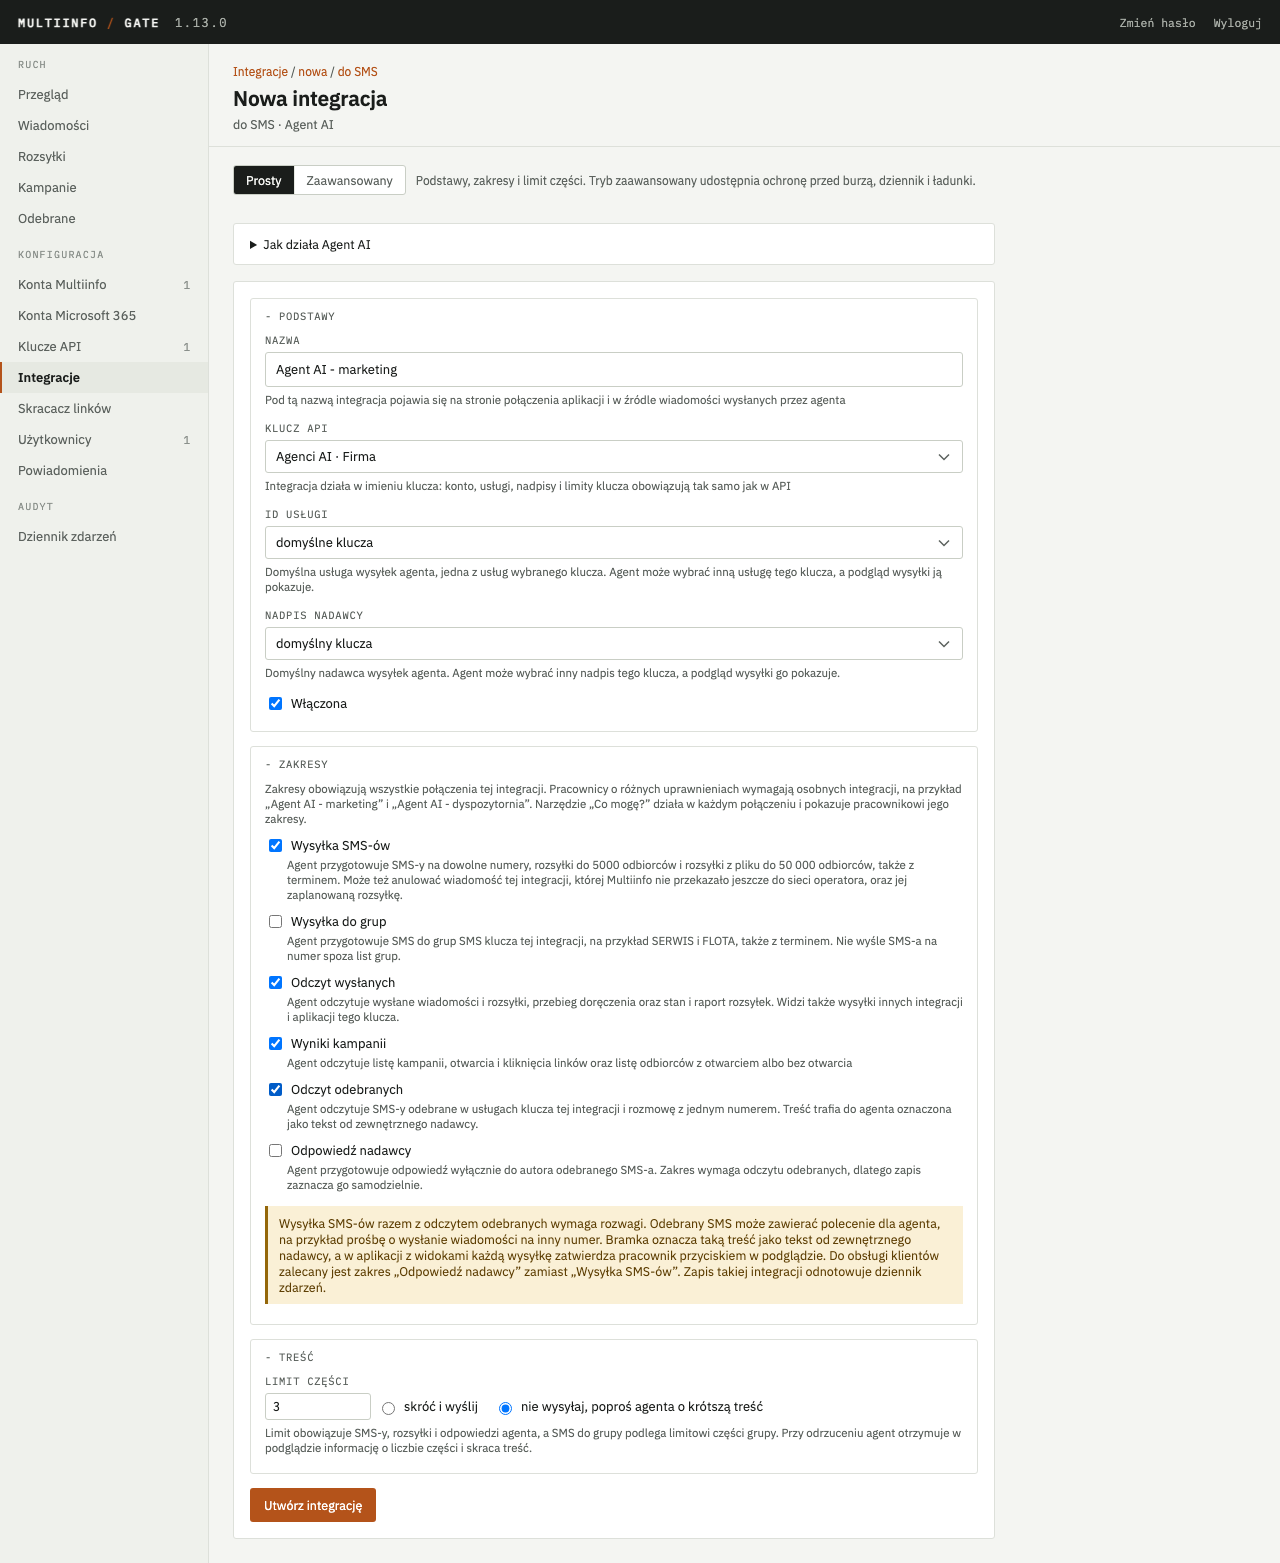 MULTIINFO / GATE 1.13.0
Zmień hasło Wyloguj
RUCH
Przegląd
Wiadomości
Rozsyłki
Kampanie
Odebrane
KONFIGURACJA
Konta Multiinfo 1
Konta Microsoft 365
Klucze API 1
Integracje
Skracacz linków
Użytkownicy 1
Powiadomienia
AUDYT
Dziennik zdarzeń
Integracje / nowa / do SMS
Nowa integracja
do SMS · Agent AI
Prosty Zaawansowany Podstawy, zakresy i limit części. Tryb zaawansowany udostępnia ochronę przed burzą, dziennik i ładunki.
Jak działa Agent AI
- PODSTAWY
NAZWA
Agent AI - marketing
Pod tą nazwą integracja pojawia się na stronie połączenia aplikacji i w źródle wiadomości wysłanych przez agenta
KLUCZ API
Agenci AI · Firma
Integracja działa w imieniu klucza: konto, usługi, nadpisy i limity klucza obowiązują tak samo jak w API
ID USŁUGI
domyślne klucza
Domyślna usługa wysyłek agenta, jedna z usług wybranego klucza. Agent może wybrać inną usługę tego klucza, a podgląd wysyłki ją
pokazuje.
NADPIS NADAWCY
domyślny klucza
Domyślny nadawca wysyłek agenta. Agent może wybrać inny nadpis tego klucza, a podgląd wysyłki go pokazuje.
Włączona
- ZAKRESY
Zakresy obowiązują wszystkie połączenia tej integracji. Pracownicy o różnych uprawnieniach wymagają osobnych integracji, na przykład
„Agent AI - marketing” i „Agent AI - dyspozytornia”. Narzędzie „Co mogę?” działa w każdym połączeniu i pokazuje pracownikowi jego
zakresy.
Wysyłka SMS-ów
Agent przygotowuje SMS-y na dowolne numery, rozsyłki do 5000 odbiorców i rozsyłki z pliku do 50 000 odbiorców, także z
terminem. Może też anulować wiadomość tej integracji, której Multiinfo nie przekazało jeszcze do sieci operatora, oraz jej
zaplanowaną rozsyłkę.
Wysyłka do grup
Agent przygotowuje SMS do grup SMS klucza tej integracji, na przykład SERWIS i FLOTA, także z terminem. Nie wyśle SMS-a na
numer spoza list grup.
Odczyt wysłanych
Agent odczytuje wysłane wiadomości i rozsyłki, przebieg doręczenia oraz stan i raport rozsyłek. Widzi także wysyłki innych integracji
i aplikacji tego klucza.
Wyniki kampanii
Agent odczytuje listę kampanii, otwarcia i kliknięcia linków oraz listę odbiorców z otwarciem albo bez otwarcia
Odczyt odebranych
Agent odczytuje SMS-y odebrane w usługach klucza tej integracji i rozmowę z jednym numerem. Treść trafia do agenta oznaczona
jako tekst od zewnętrznego nadawcy.
Odpowiedź nadawcy
Agent przygotowuje odpowiedź wyłącznie do autora odebranego SMS-a. Zakres wymaga odczytu odebranych, dlatego zapis
zaznacza go samodzielnie.
Wysyłka SMS-ów razem z odczytem odebranych wymaga rozwagi. Odebrany SMS może zawierać polecenie dla agenta,
na przykład prośbę o wysłanie wiadomości na inny numer. Bramka oznacza taką treść jako tekst od zewnętrznego
nadawcy, a w aplikacji z widokami każdą wysyłkę zatwierdza pracownik przyciskiem w podglądzie. Do obsługi klientów
zalecany jest zakres „Odpowiedź nadawcy” zamiast „Wysyłka SMS-ów”. Zapis takiej integracji odnotowuje dziennik
zdarzeń.
- TREŚĆ
LIMIT CZĘŚCI
3 skróć i wyślij nie wysyłaj, poproś agenta o krótszą treść
Limit obowiązuje SMS-y, rozsyłki i odpowiedzi agenta, a SMS do grupy podlega limitowi części grupy. Przy odrzuceniu agent otrzymuje w
podglądzie informację o liczbie części i skraca treść.
Utwórz integrację